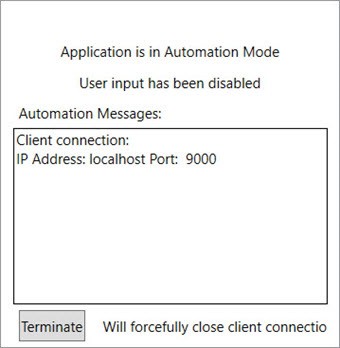 Application is in Automation Mode
User input has been disabled
Automation Messages:
Client connection:
IP Address: localhost Port:  9000
Terminate Will forcefully close client connectio